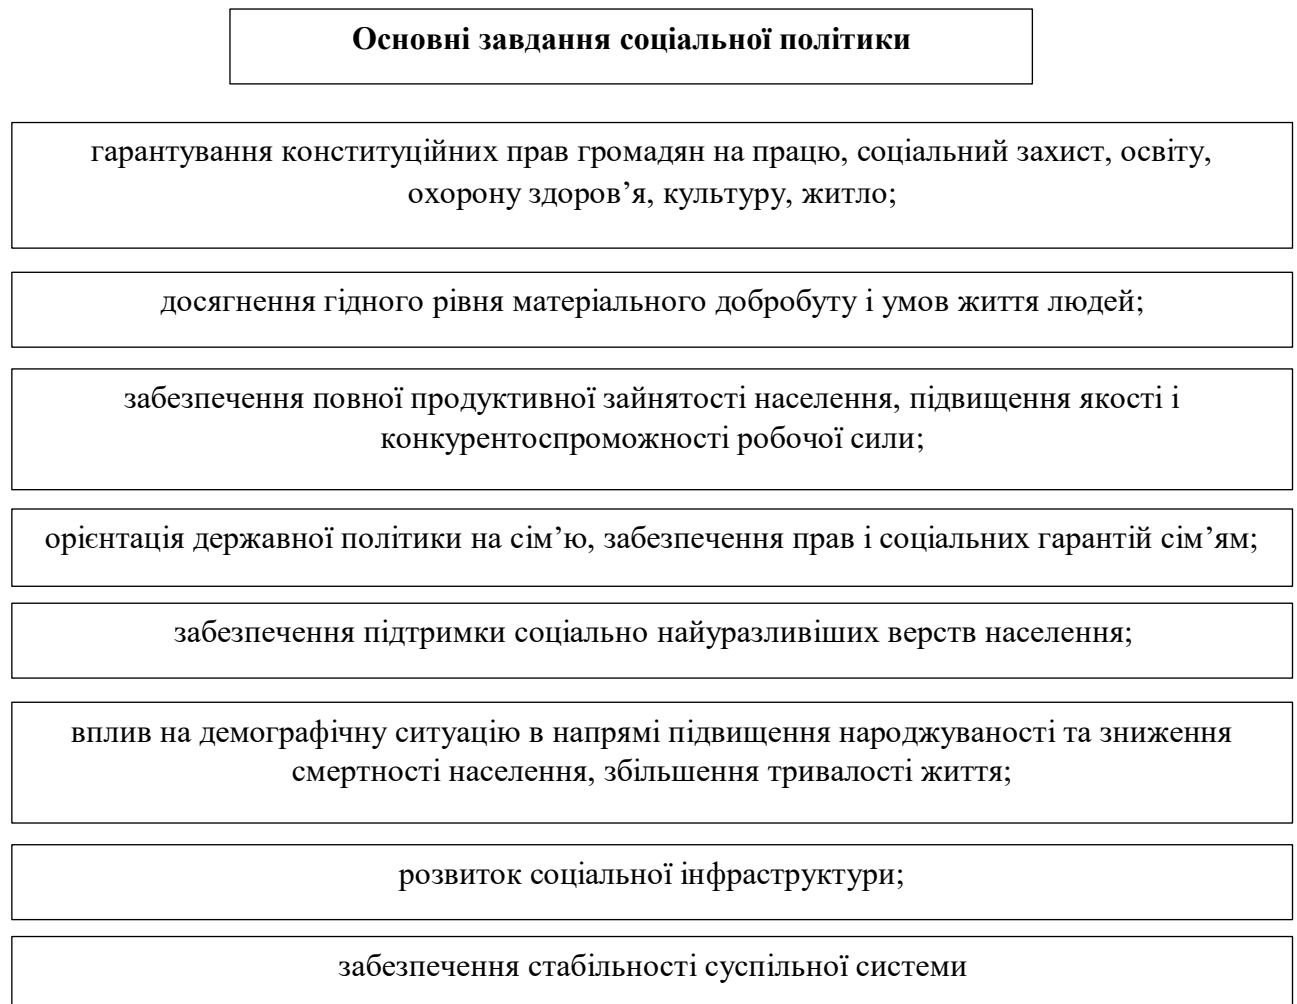 Основні завдання соціальної політики
гарантування конституційних прав громадян на працю, соціальний захист, освіту,
охорону здоров’я, культуру, житло;
досягнення гідного рівня матеріального добробуту і умов життя людей;
забезпечення повної продуктивної зайнятості населення, підвищення якості і
конкурентоспроможності робочої сили;
орієнтація державної політики на сім’ю, забезпечення прав і соціальних гарантій сім’ям;
забезпечення підтримки соціально найуразливіших верств населення;
вплив на демографічну ситуацію в напрямі підвищення народжуваності та зниження
смертності населення, збільшення тривалості життя;
розвиток соціальної інфраструктури;
забезпечення стабільності суспільної системи